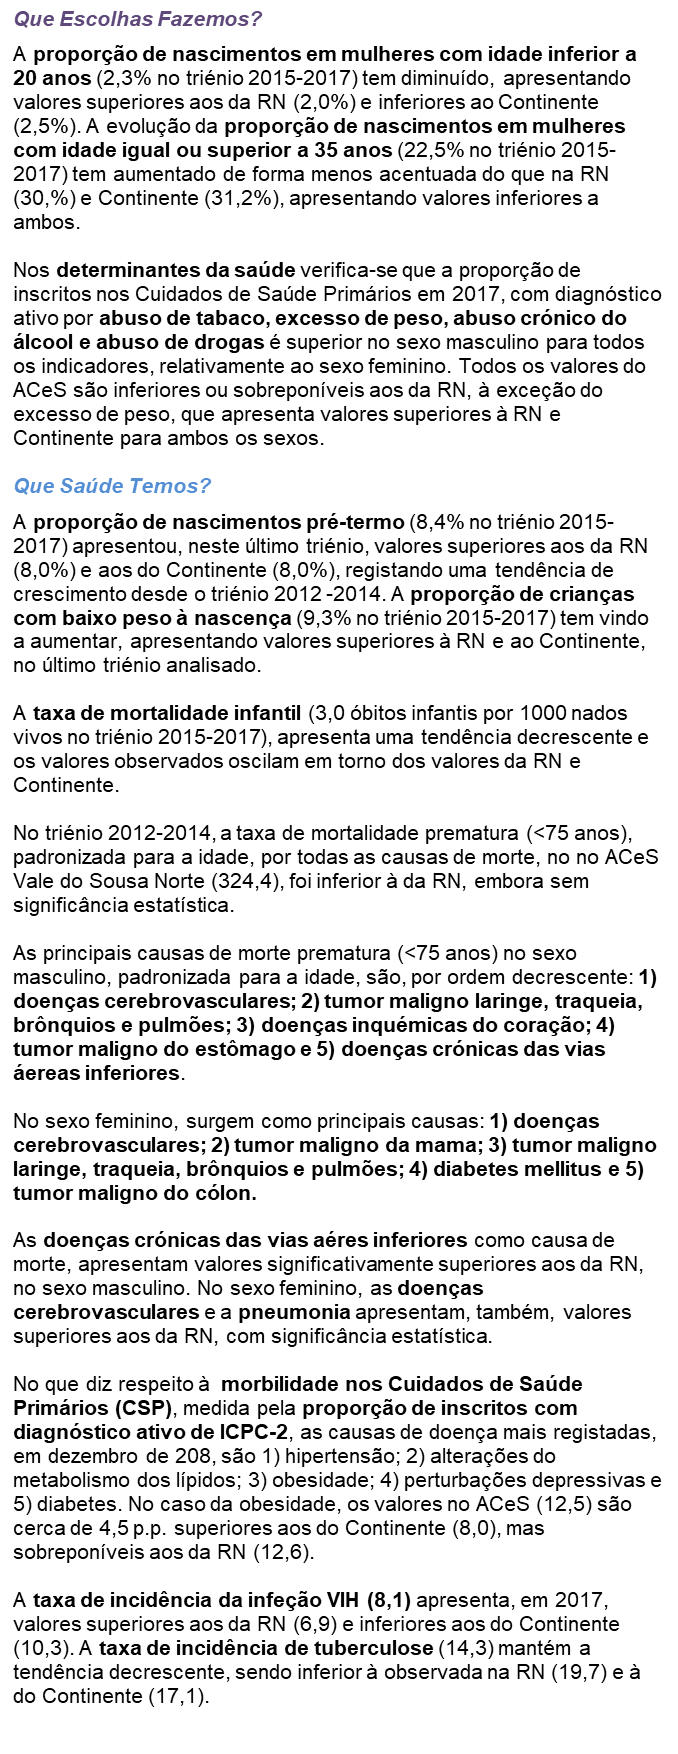 Que Escolhas Fazemos?
A proporção de nascimentos em mulheres com idade inferior a
20 anos (2,3% no triénio 2015-2017) tem diminuído, apresentando
valores superiores aos da RN (2,0%) e inferiores ao Continente
(2,5%). A evolução da proporção de nascimentos em mulheres
com idade igual ou superior a 35 anos (22,5% no triénio 2015-
2017) tem aumentado de forma menos acentuada do que na RN
(30,%) e Continente (31,2%), apresentando valores inferiores a
ambos.
Nos determinantes da saúde verifica-se que a proporção de
inscritos nos Cuidados de Saúde Primários em 2017, com diagnóstico
ativo por abuso de tabaco, excesso de peso, abuso crónico do
álcool e abuso de drogas é superior no sexo masculino para todos
os indicadores, relativamente ao sexo feminino. Todos os valores do
ACeS são inferiores ou sobreponíveis aos da RN, à exceção do
excesso de peso, que apresenta valores superiores à RN e
Continente para ambos os sexos.
Que Saúde Temos?
A proporção de nascimentos pré-termo (8,4% no triénio 2015-
2017) apresentou, neste último triénio, valores superiores aos da RN
(8,0%) e aos do Continente (8,0%), registando uma tendência de
crescimento desde o triénio 2012 -2014. A proporção de crianças
com baixo peso à nascença (9,3% no triénio 2015-2017) tem vindo
a aumentar, apresentando valores superiores à RN e ao Continente,
no último triénio analisado.
A taxa de mortalidade infantil (3,0 óbitos infantis por 1000 nados
vivos no triénio 2015-2017), apresenta uma tendência decrescente e
os valores observados oscilam em torno dos valores da RN e
Continente.
No triénio 2012-2014, a taxa de mortalidade prematura (<75 anos),
padronizada para a idade, por todas as causas de morte, no no ACeS
Vale do Sousa Norte (324,4), foi inferior à da RN, embora sem
significância estatística.
As principais causas de morte prematura (<75 anos) no sexo
masculino, padronizada para a idade, são, por ordem decrescente: 1)
doenças cerebrovasculares; 2) tumor maligno laringe, traqueia,
brônquios e pulmões; 3) doenças inquémicas do coração; 4)
tumor maligno do estômago e 5) doenças crónicas das vias
áereas inferiores.
No sexo feminino, surgem como principais causas: 1) doenças
cerebrovasculares; 2) tumor maligno da mama; 3) tumor maligno
laringe, traqueia, brônquios e pulmões; 4) diabetes mellitus e 5)
tumor maligno do cólon.
As doenças crónicas das vias aéres inferiores como causa de
morte, apresentam valores significativamente superiores aos da RN,
no sexo masculino. No sexo feminino, as doenças
cerebrovasculares e a pneumonia apresentam, também, valores
superiores aos da RN, com significância estatística.
No que diz respeito à morbilidade nos Cuidados de Saúde
Primários (CSP), medida pela proporção de inscritos com
diagnóstico ativo de ICPC-2, as causas de doença mais registadas,
em dezembro de 208, são 1) hipertensão; 2) alterações do
metabolismo dos lípidos; 3) obesidade; 4) perturbações depressivas e
5) diabetes. No caso da obesidade, os valores no ACeS (12,5) são
cerca de 4,5 p.p. superiores aos do Continente (8,0), mas
sobreponíveis aos da RN (12,6).
A taxa de incidência da infeção VIH (8,1) apresenta, em 2017,
valores superiores aos da RN (6,9) e inferiores aos do Continente
(10,3). A taxa de incidência de tuberculose (14,3) mantém a
tendência decrescente, sendo inferior à observada na RN (19,7) e à
do Continente (17,1).